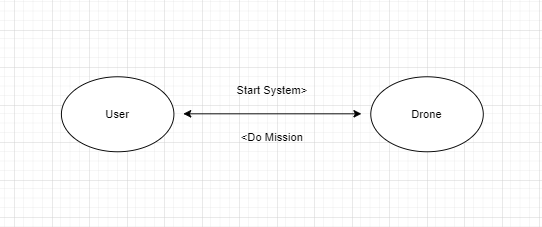 Start System>
User
Drone
<Do Mission